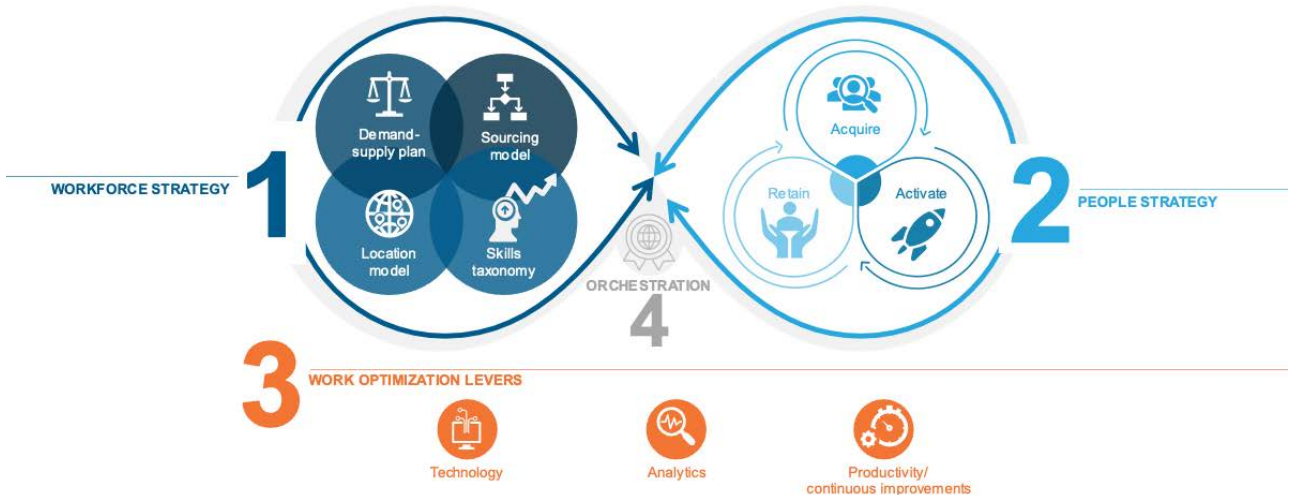 1
WORKFORCE STRATEGY
Demand-
supply plan
Sourcing
model
Location
model
Skills
taxonomy
2
PEOPLE STRATEGY
Acquire
Retain
Activate
ORCHESTRATION
4
3
WORK OPTIMIZATION LEVERS
Technology
Analytics
Productivity/
continuous improvements